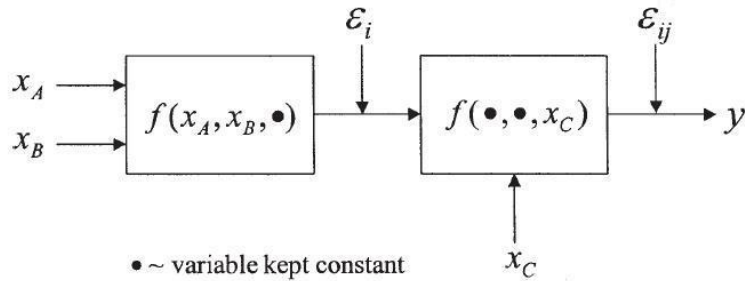 ε_i ε_ij
x_A
x_B
f(x_A, x_B, •) f(•, •, x_C) y
• ~ variable kept constant
x_C